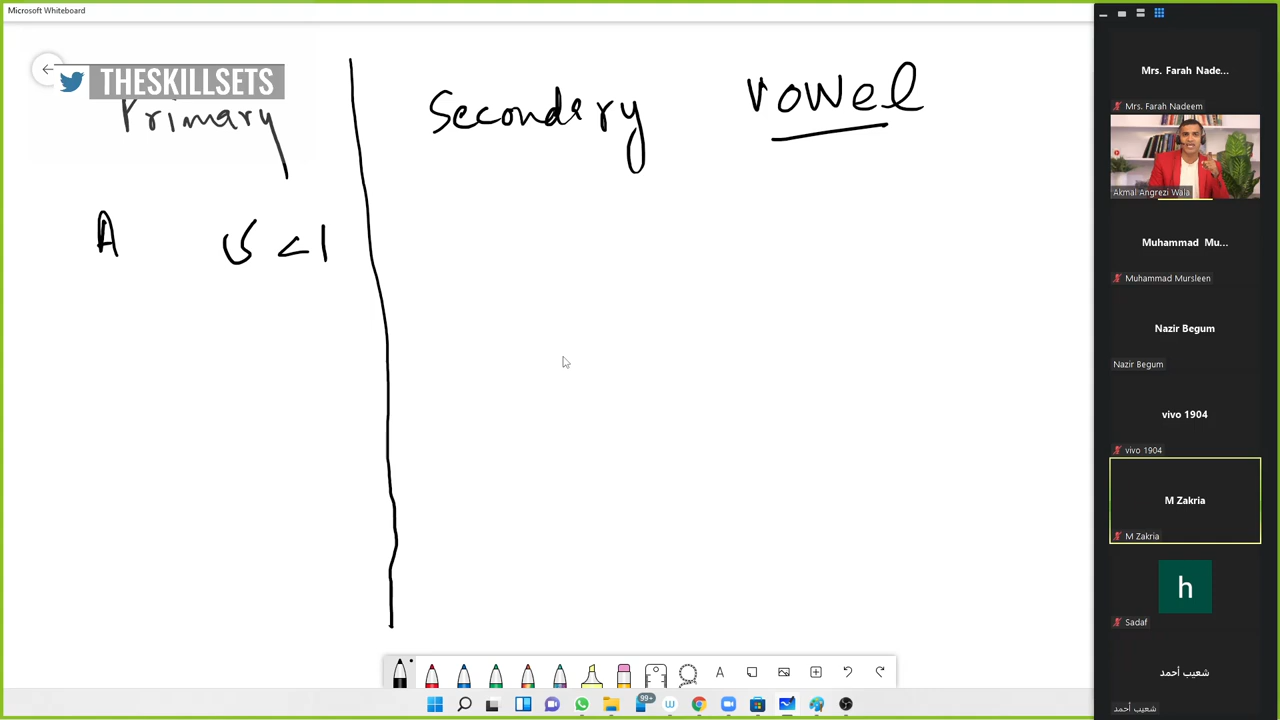 Microsoft Whiteboard
THESKILLSETS
Primary
Secondery
vowel
A
ا ے ی
Mrs. Farah Nade...
Mrs. Farah Nadeem
Akmal Angrezi Wala
Muhammad Mu...
Muhammad Mursleen
Nazir Begum
Nazir Begum
vivo 1904
vivo 1904
M Zakria
M Zakria
h
Sadaf
شعيب أحمد
شعيب أحمد
A
99+